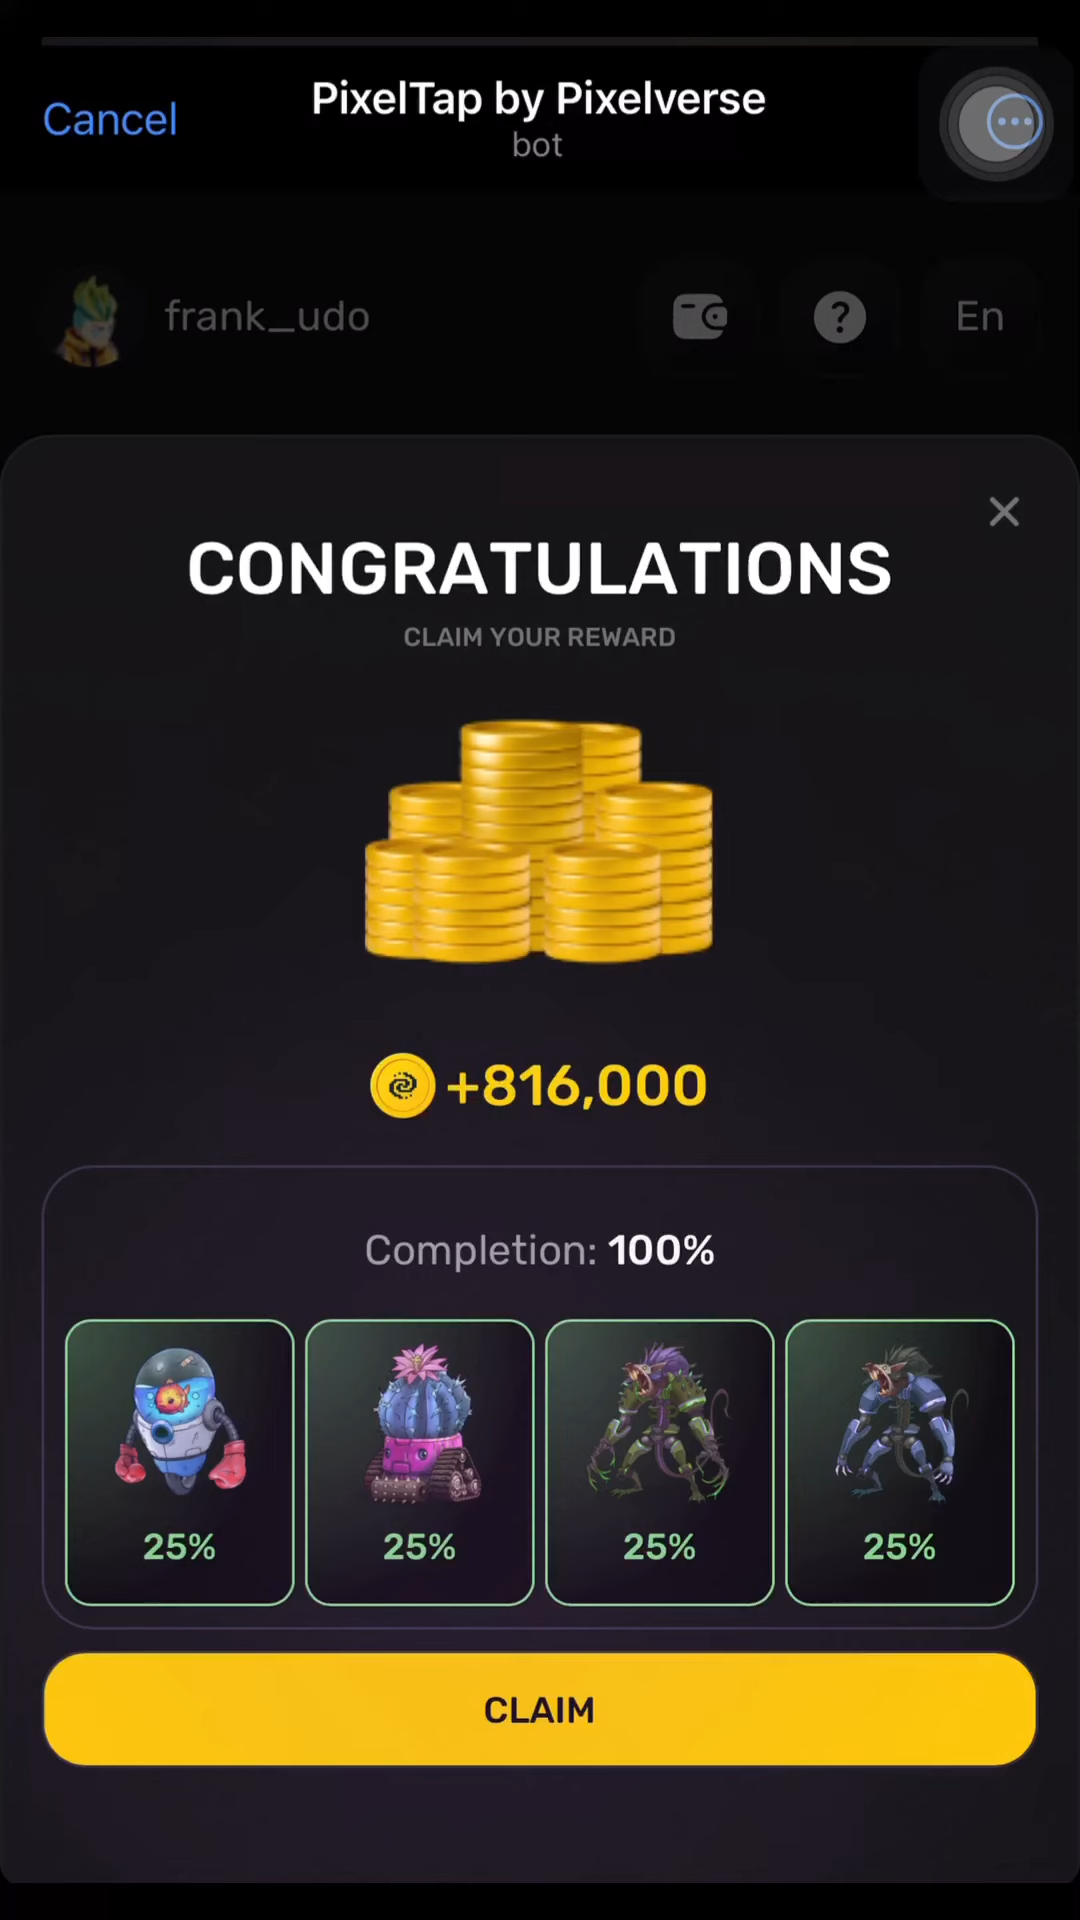 Cancel
PixelTap by Pixelverse
bot
frank_udo
?
En
CONGRATULATIONS
CLAIM YOUR REWARD
+816,000
Completion: 100%
25% 25% 25% 25%
CLAIM